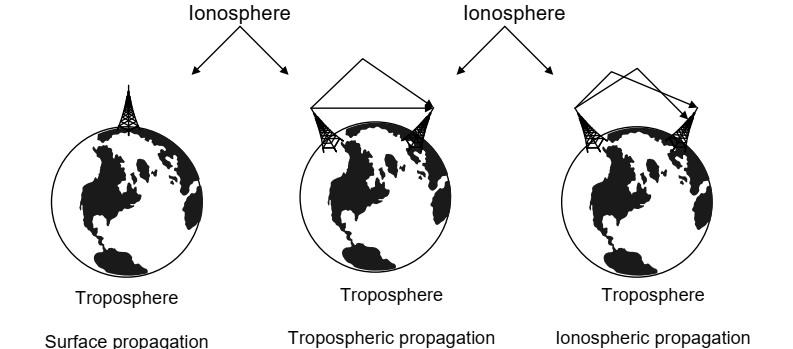 Ionosphere
Ionosphere
Troposphere
Troposphere
Troposphere
Surface propagation
Tropospheric propagation
Ionospheric propagation